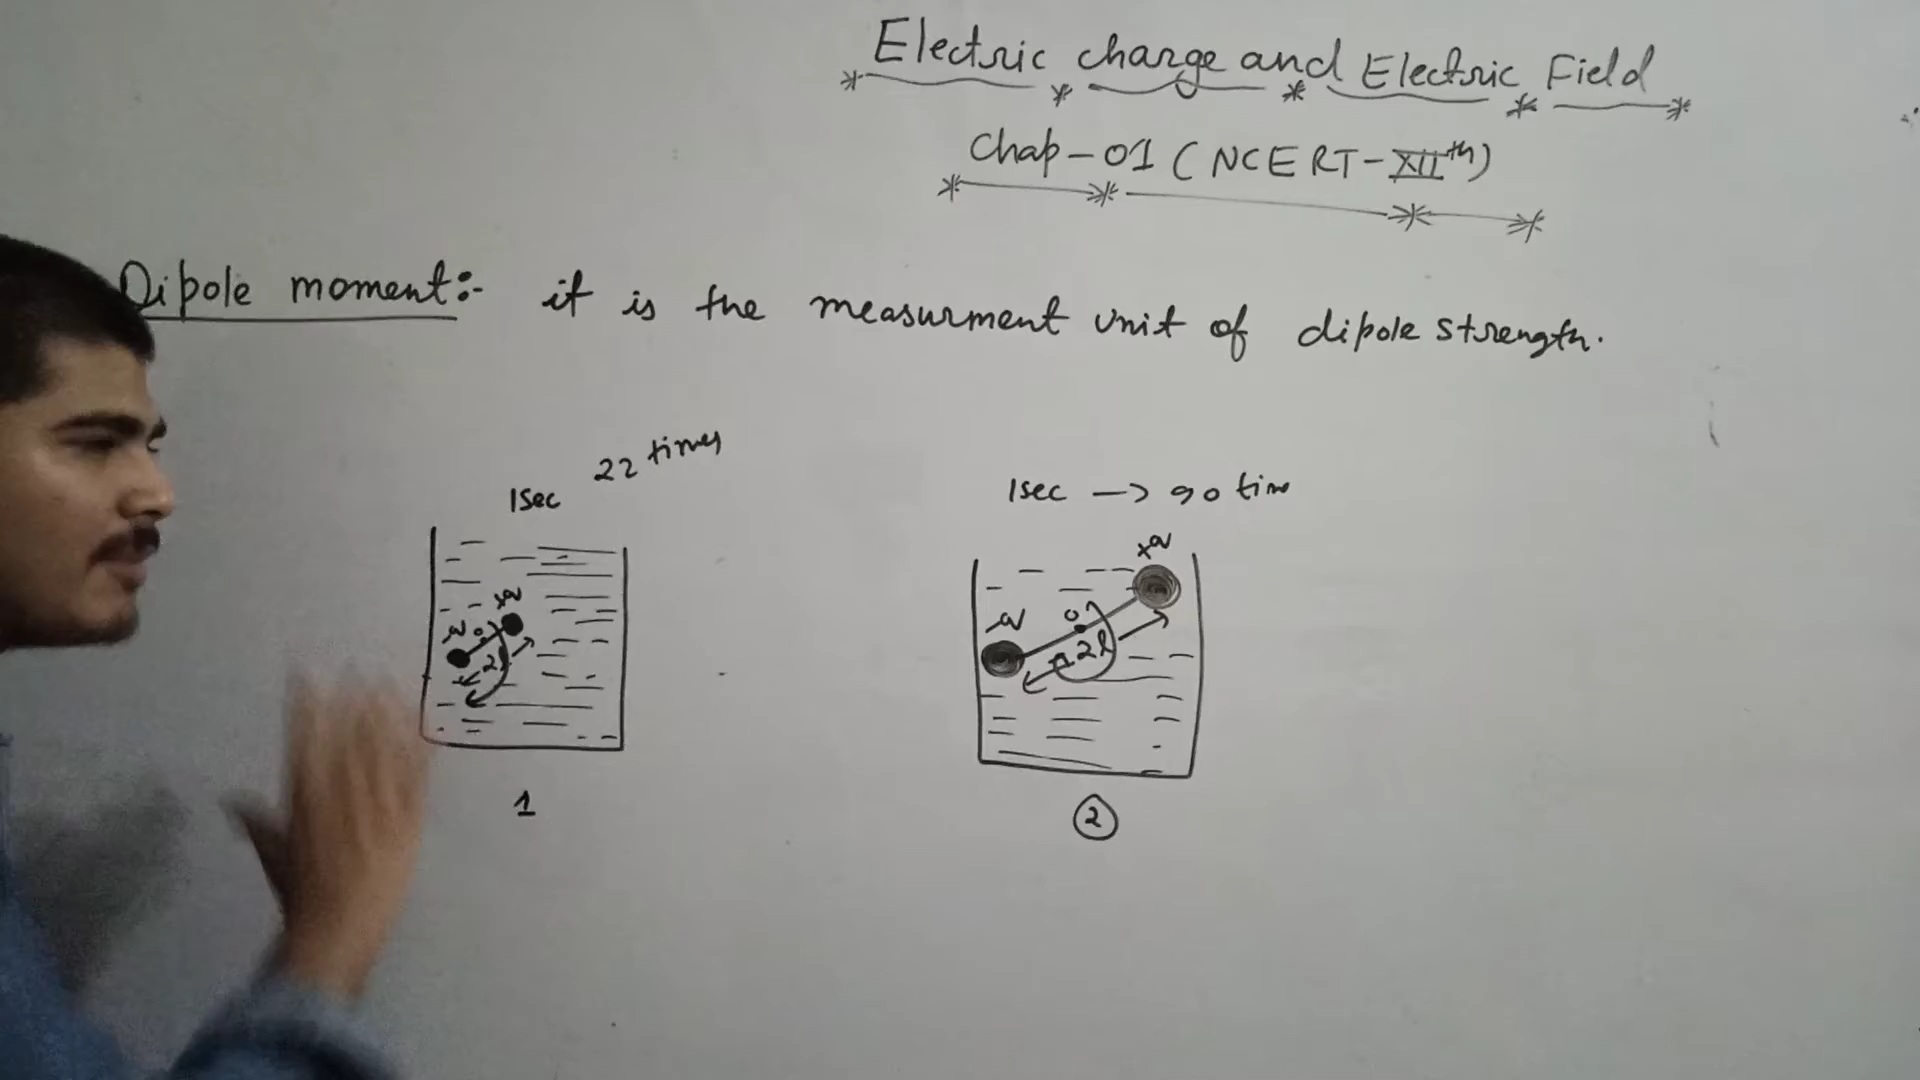 Electric charge and Electric Field
Chap-01 (NCERT-XIIth)
Dipole moment:- it is the measurment unit of dipole strength.
1sec 22 times
1sec → 90 time
+q
-q
o
2l
+q
-q
o
2l
1
2